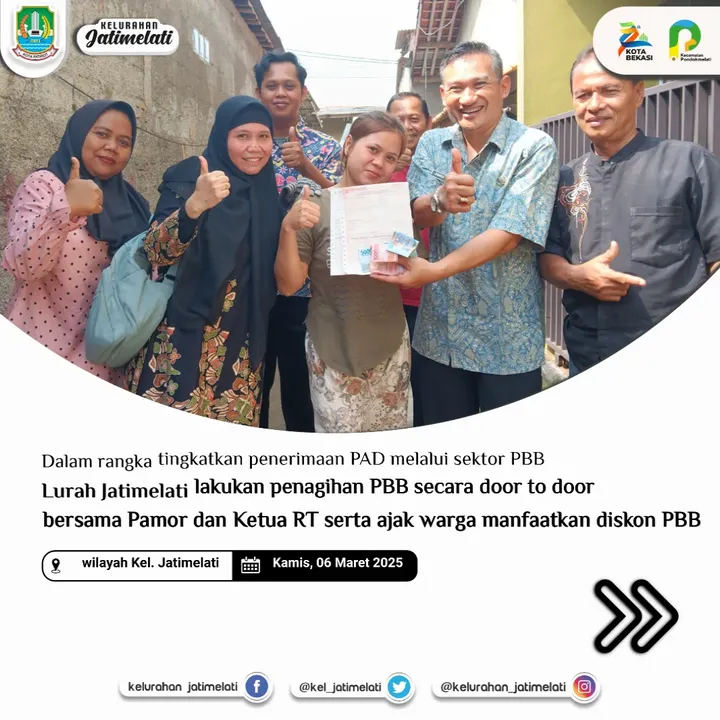 KELURAHAN
Jatimelati
KOTA BEKASI
Kecamatan
Pondokmelati
Dalam rangka tingkatkan penerimaan PAD melalui sektor PBB
Lurah Jatimelati lakukan penagihan PBB secara door to door
bersama Pamor dan Ketua RT serta ajak warga manfaatkan diskon PBB
wilayah Kel. Jatimelati
Kamis, 06 Maret 2025
kelurahan jatimelati
@kel_jatimelati
@kelurahan_jatimelati